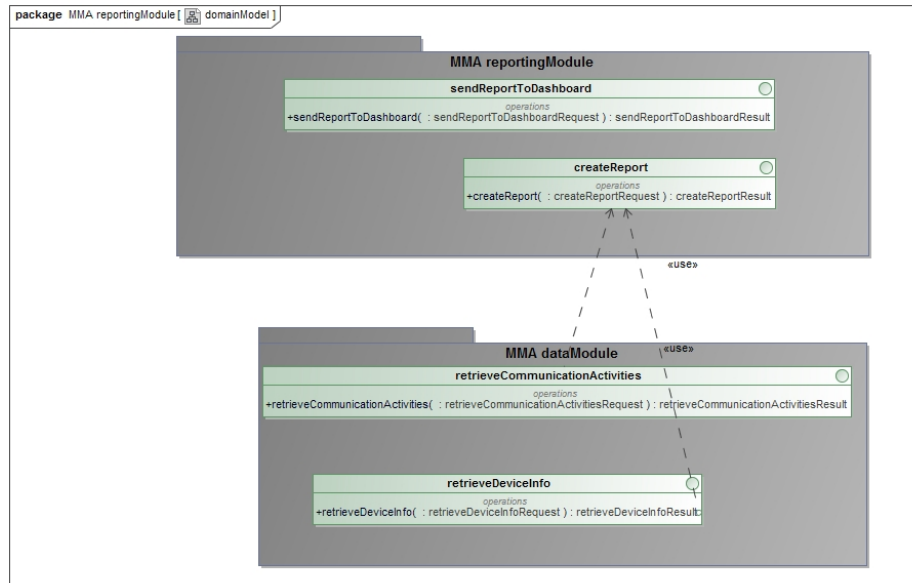 package MMA reportingModule [ domainModel ]
MMA reportingModule
sendReportToDashboard
operations
+sendReportToDashboard( : sendReportToDashboardRequest ) : sendReportToDashboardResult
createReport
operations
+createReport( : createReportRequest ) : createReportResult
«use»
MMA dataModule
«use»
retrieveCommunicationActivities
operations
+retrieveCommunicationActivities( : retrieveCommunicationActivitiesRequest ) : retrieveCommunicationActivitiesResult
retrieveDeviceInfo
operations
+retrieveDeviceInfo( : retrieveDeviceInfoRequest ) : retrieveDeviceInfoResult